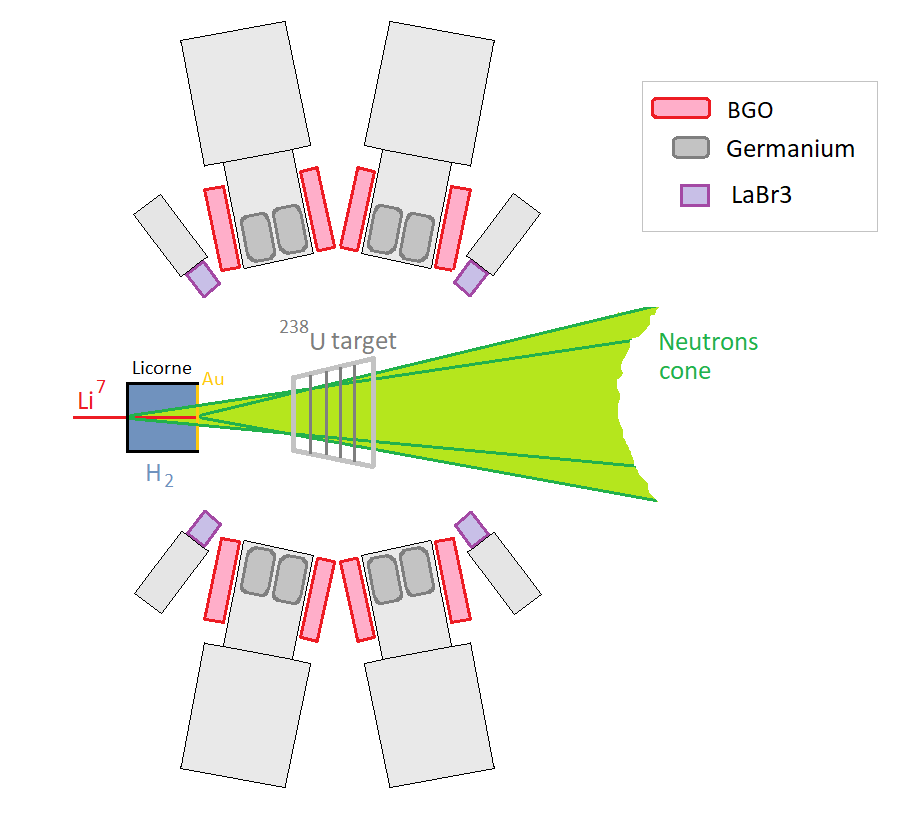 BGO
Germanium
LaBr3
238U target
Neutrons
cone
Licorne
Au
Li7
H2